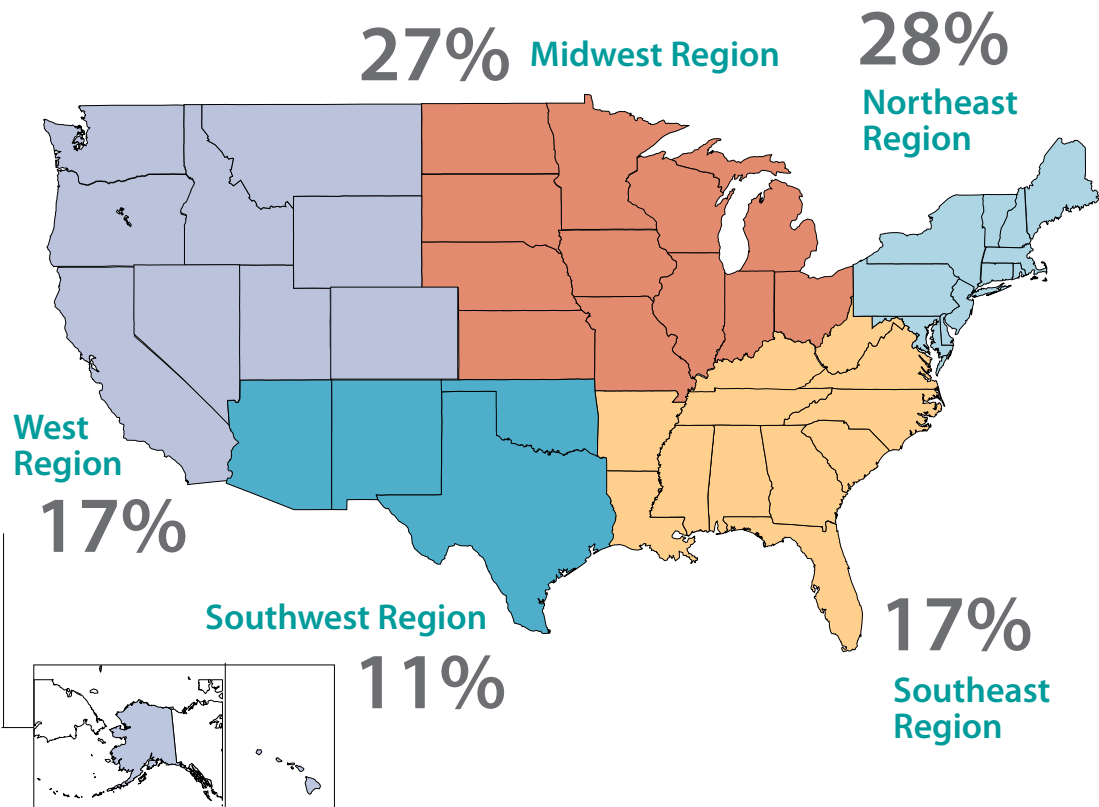 27% Midwest Region
28%
Northeast
Region
West
Region
17%
Southwest Region
11%
17%
Southeast
Region